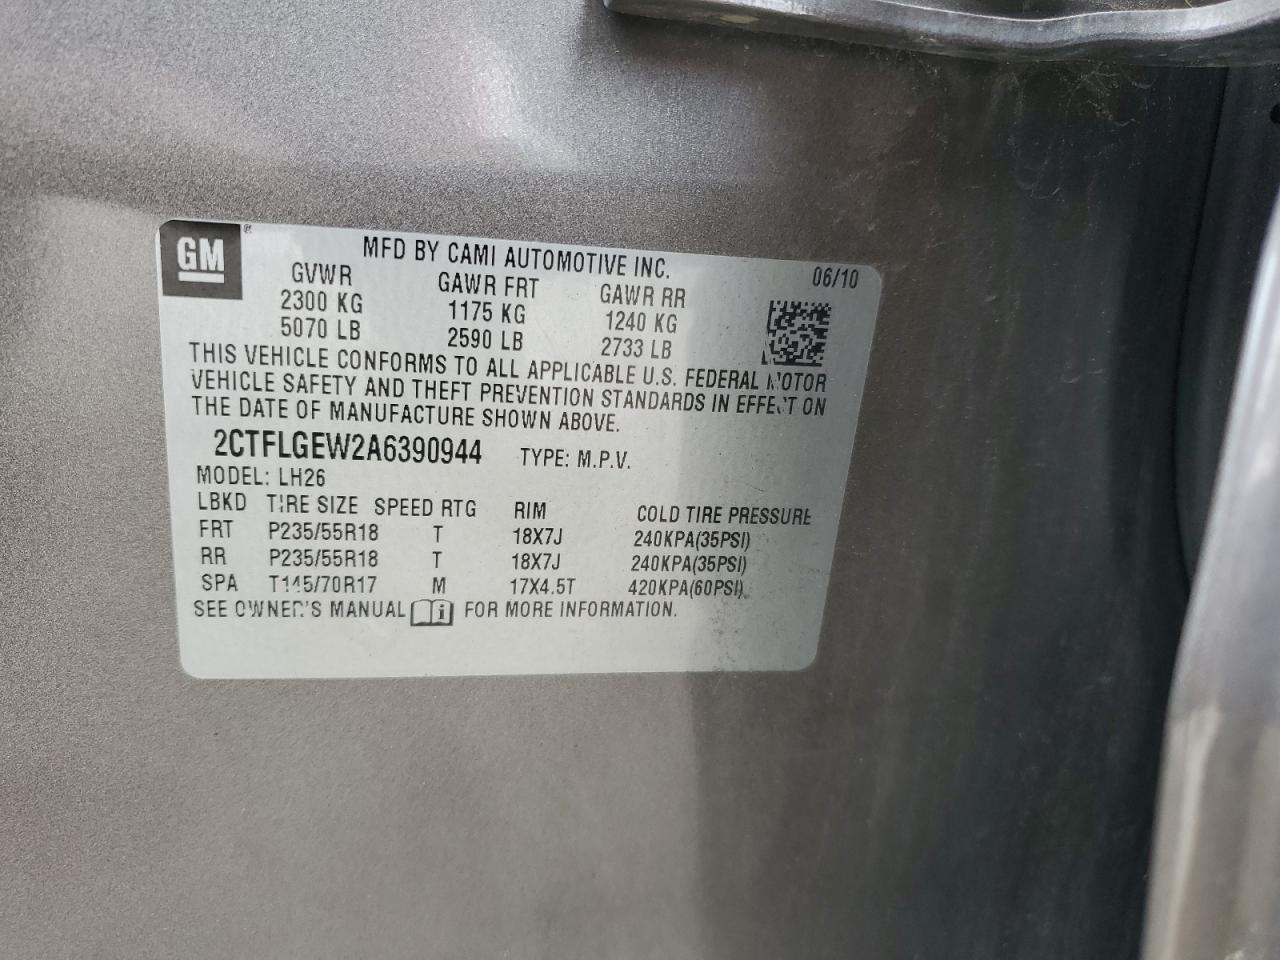 GM®
MFD BY CAMI AUTOMOTIVE INC.
06/10
GVWR GAWR FRT GAWR RR
2300 KG 1175 KG 1240 KG
5070 LB 2590 LB 2733 LB
THIS VEHICLE CONFORMS TO ALL APPLICABLE U.S. FEDERAL MOTOR
VEHICLE SAFETY AND THEFT PREVENTION STANDARDS IN EFFECT ON
THE DATE OF MANUFACTURE SHOWN ABOVE.
2CTFLGEW2A6390944 TYPE: M.P.V.
MODEL: LH26
LBKD TIRE SIZE SPEED RTG RIM COLD TIRE PRESSURE
FRT P235/55R18 T 18X7J 240KPA(35PSI)
RR P235/55R18 T 18X7J 240KPA(35PSI)
SPA T145/70R17 M 17X4.5T 420KPA(60PSI)
SEE OWNER'S MANUAL i FOR MORE INFORMATION.